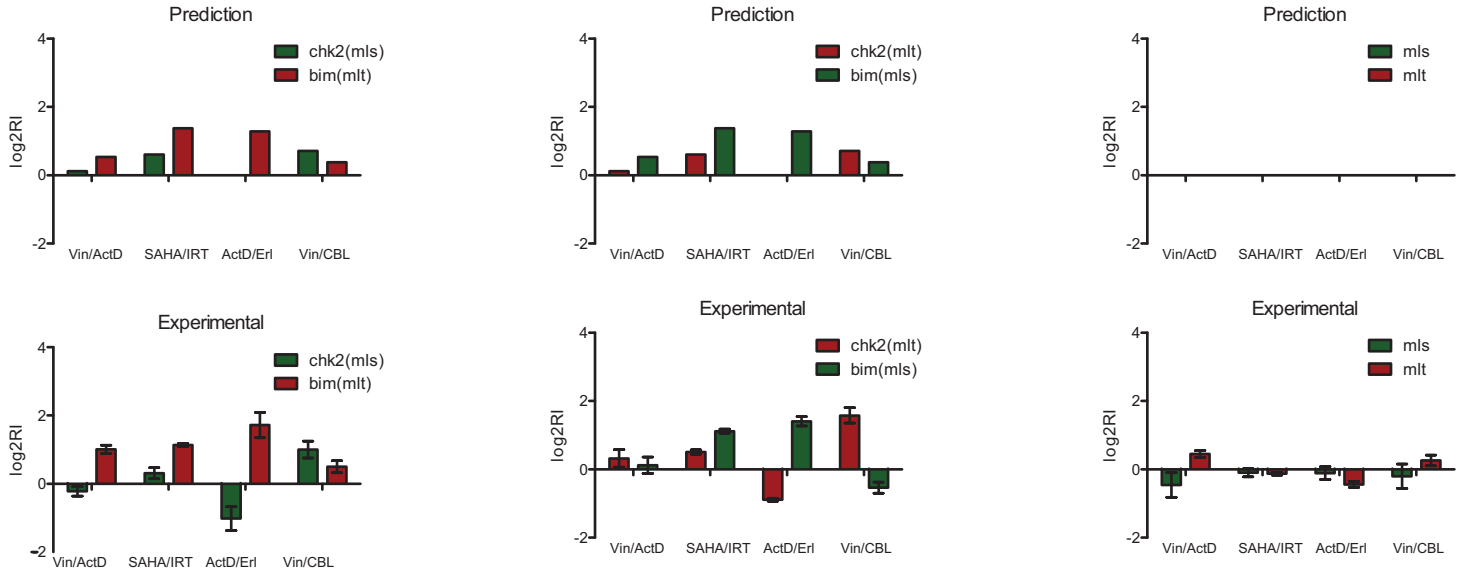 Prediction
4
2
0
-2
log2RI
chk2(mls)
bim(mlt)
Vin/ActD SAHA/IRT ActD/Erl Vin/CBL
Prediction
4
2
0
-2
log2RI
chk2(mlt)
bim(mls)
Vin/ActD SAHA/IRT ActD/Erl Vin/CBL
Prediction
4
2
0
-2
log2RI
mls
mlt
Vin/ActD SAHA/IRT ActD/Erl Vin/CBL
Experimental
4
2
0
-2
log2RI
chk2(mls)
bim(mlt)
Vin/ActD SAHA/IRT ActD/Erl Vin/CBL
Experimental
4
2
0
-2
log2RI
chk2(mlt)
bim(mls)
Vin/ActD SAHA/IRT ActD/Erl Vin/CBL
Experimental
4
2
0
-2
log2RI
mls
mlt
Vin/ActD SAHA/IRT ActD/Erl Vin/CBL